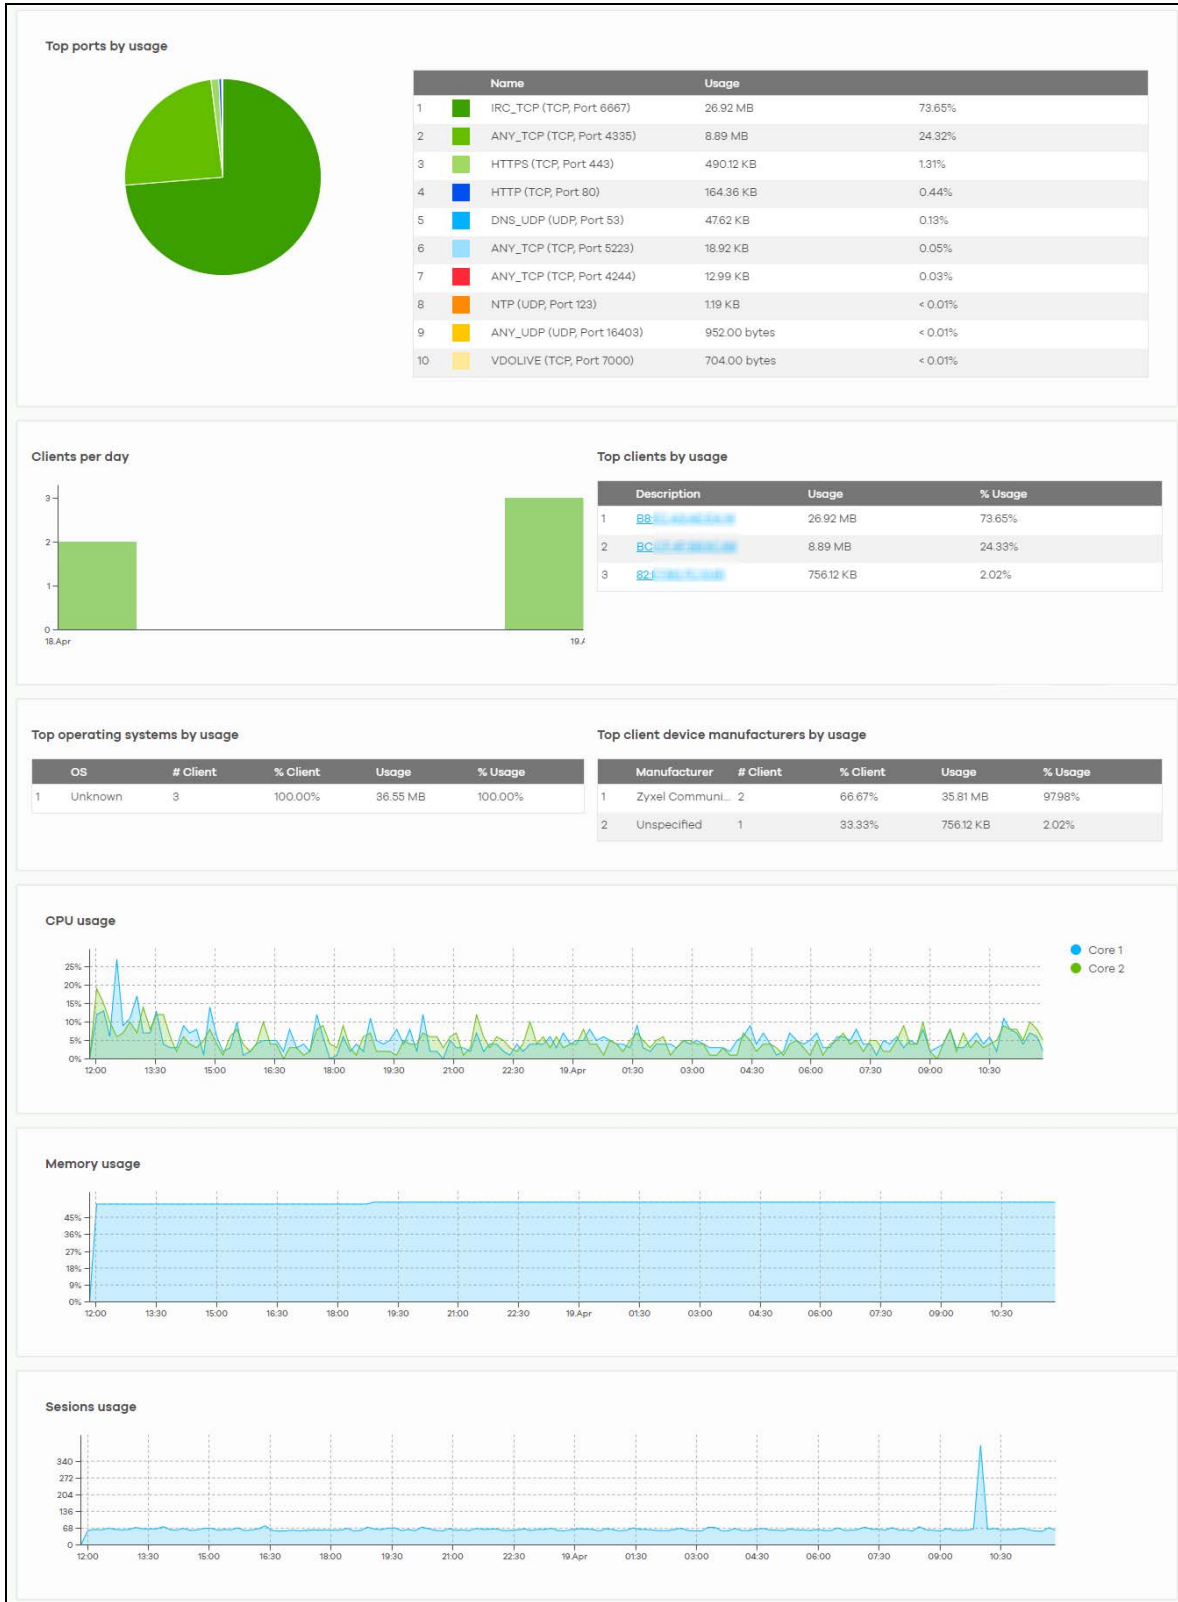 Top ports by usage
Name Usage
1 IRC_TCP (TCP, Port 6667) 26.92 MB 73.65%
2 ANY_TCP (TCP, Port 4335) 8.89 MB 24.32%
3 HTTPS (TCP, Port 443) 490.12 KB 1.31%
4 HTTP (TCP, Port 80) 164.36 KB 0.44%
5 DNS_UDP (UDP, Port 53) 47.62 KB 0.13%
6 ANY_TCP (TCP, Port 5223) 18.92 KB 0.05%
7 ANY_TCP (TCP, Port 4244) 12.99 KB 0.03%
8 NTP (UDP, Port 123) 1.19 KB < 0.01%
9 ANY_UDP (UDP, Port 16403) 952.00 bytes < 0.01%
10 VDOLIVE (TCP, Port 7000) 704.00 bytes < 0.01%
Clients per day
3
2
1
0
18.Apr 19.A
Top clients by usage
Description Usage % Usage
1 B8: 26.92 MB 73.65%
2 BC 8.89 MB 24.33%
3 82: 756.12 KB 2.02%
Top operating systems by usage
OS # Client % Client Usage % Usage
1 Unknown 3 100.00% 36.55 MB 100.00%
Top client device manufacturers by usage
Manufacturer # Client % Client Usage % Usage
1 Zyxel Communi... 2 66.67% 35.81 MB 97.98%
2 Unspecified 1 33.33% 756.12 KB 2.02%
CPU usage
Core 1
Core 2
25%
20%
15%
10%
5%
0%
12:00 13:30 15:00 16:30 18:00 19:30 21:00 22:30 19.Apr 01:30 03:00 04:30 06:00 07:30 09:00 10:30
Memory usage
45%
36%
27%
18%
9%
0%
12:00 13:30 15:00 16:30 18:00 19:30 21:00 22:30 19.Apr 01:30 03:00 04:30 06:00 07:30 09:00 10:30
Sesions usage
340
272
204
136
68
0
12:00 13:30 15:00 16:30 18:00 19:30 21:00 22:30 19.Apr 01:30 03:00 04:30 06:00 07:30 09:00 10:30